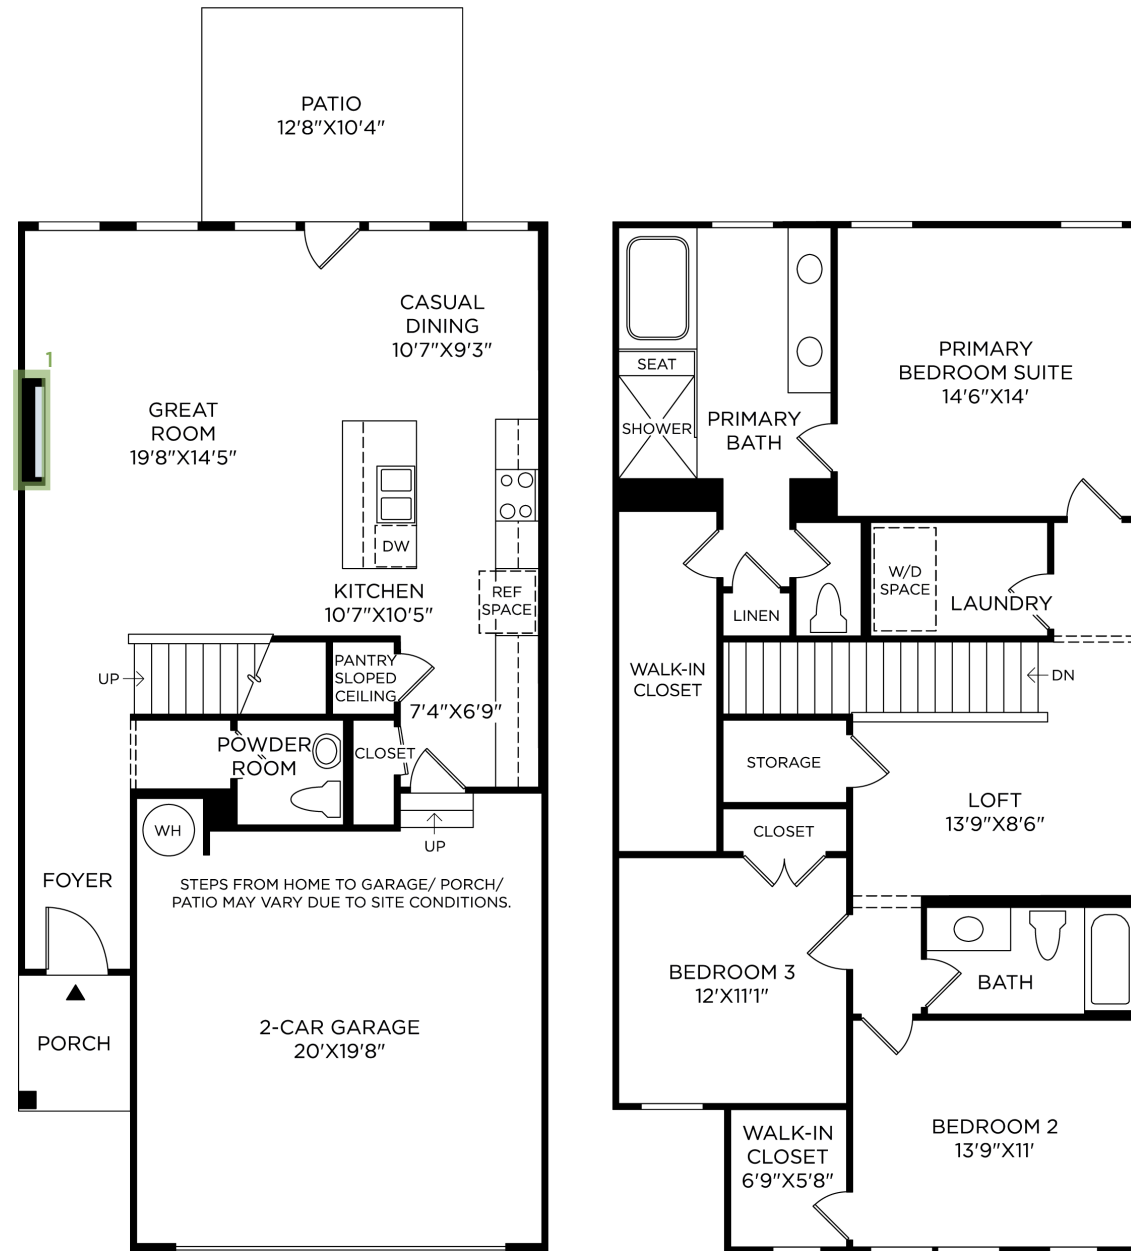 PATIO
12'8"X10'4"
CASUAL
DINING
10'7"X9'3"
1
GREAT
ROOM
19'8"X14'5"
DW
KITCHEN
10'7"X10'5"
REF
SPACE
UP
PANTRY
SLOPED
CEILING
7'4"X6'9"
POWDER
ROOM
CLOSET
WH
UP
FOYER
STEPS FROM HOME TO GARAGE/ PORCH/
PATIO MAY VARY DUE TO SITE CONDITIONS.
PORCH
2-CAR GARAGE
20'X19'8"
SEAT
SHOWER
PRIMARY
BATH
PRIMARY
BEDROOM SUITE
14'6"X14'
W/D
SPACE
LAUNDRY
LINEN
WALK-IN
CLOSET
DN
STORAGE
CLOSET
LOFT
13'9"X8'6"
BEDROOM 3
12'X11'1"
BATH
WALK-IN
CLOSET
6'9"X5'8"
BEDROOM 2
13'9"X11'